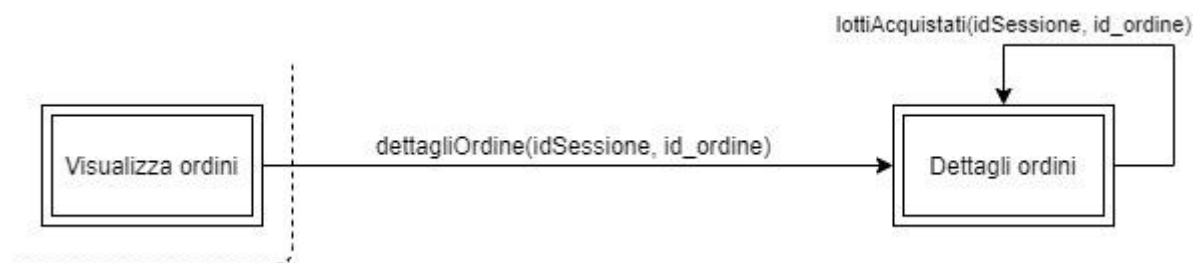 lottiAcquistati(idSessione, id_ordine)
dettagliOrdine(idSessione, id_ordine)
Visualizza ordini
Dettagli ordini